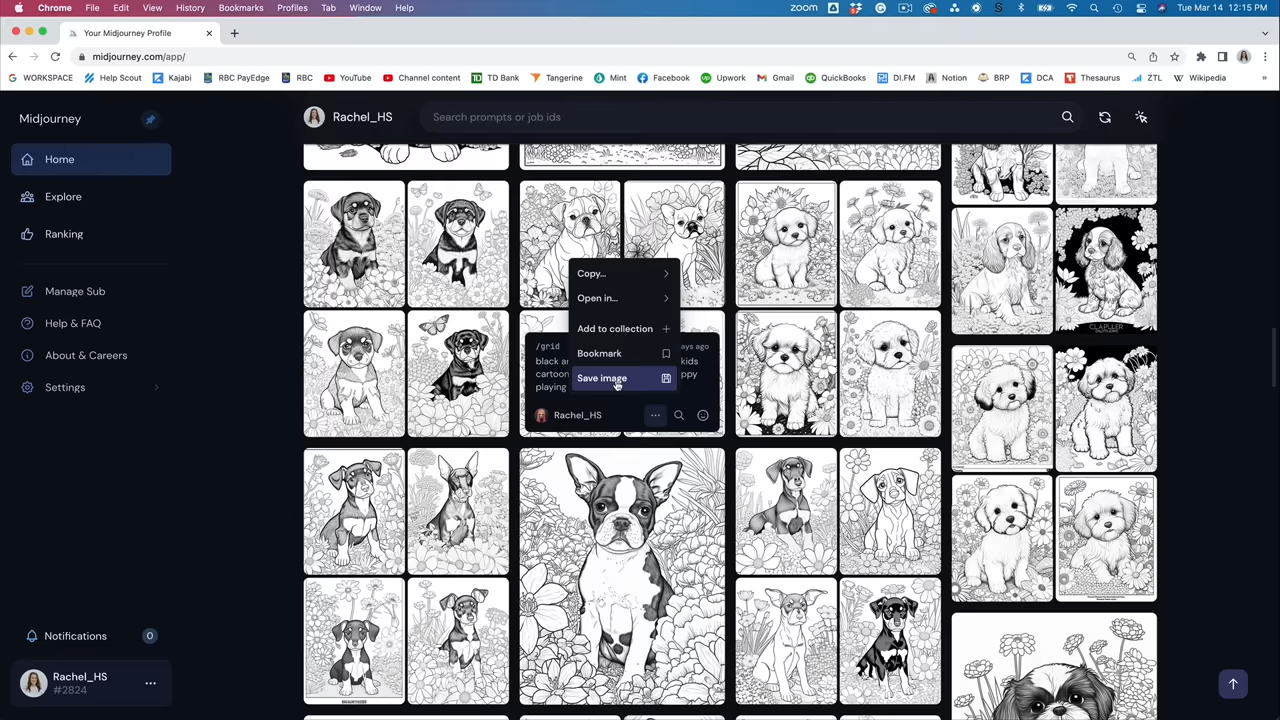 Chrome File Edit View History Bookmarks Profiles Tab Window Help zoom Tue Mar 14 12:15 PM
Your Midjourney Profile
midjourney.com/app/
WORKSPACE Help Scout Kajabi RBC PayEdge RBC YouTube Channel content TD Bank Tangerine Mint Facebook Upwork Gmail QuickBooks DI.FM Notion BRP DCA Thesaurus ZTL Wikipedia »
Midjourney
Rachel_HS
Search prompts or job ids
Home
Explore
Ranking
Manage Sub
Help & FAQ
About & Careers
Settings
Copy...
Open in...
Add to collection
Bookmark
Save image
/grid ays ago
black a kids
cartoon ppy
playing
Rachel_HS
CLAPLLER
Notifications 0
Rachel_HS
#2824